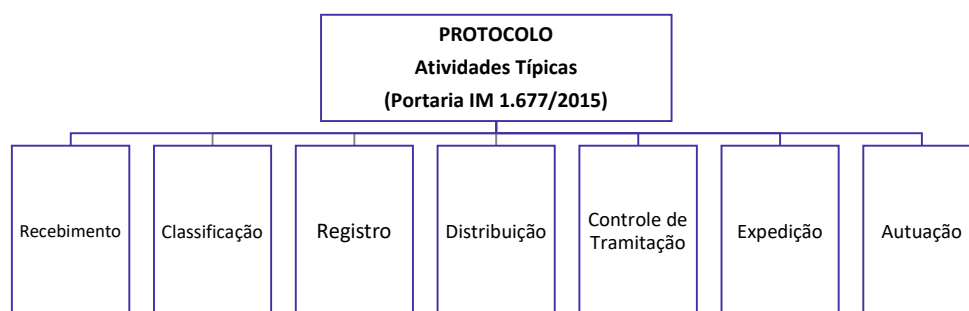 PROTOCOLO
Atividades Típicas
(Portaria IM 1.677/2015)
Recebimento
Classificação
Registro
Distribuição
Controle de
Tramitação
Expedição
Autuação